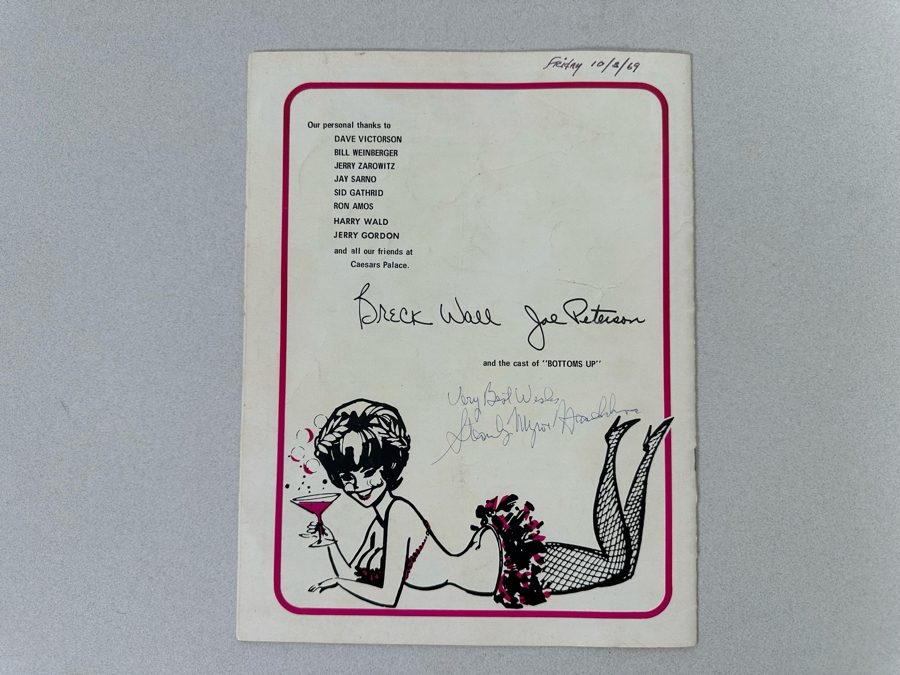 Friday 10/3/69
Our personal thanks to
DAVE VICTORSON
BILL WEINBERGER
JERRY ZAROWITZ
JAY SARNO
SID GATHRID
RON AMOS
HARRY WALD
JERRY GORDON
and all our friends at
Caesars Palace.
Breck Wall Joe Peterson
and the cast of "BOTTOMS UP"
Very Best
Myron